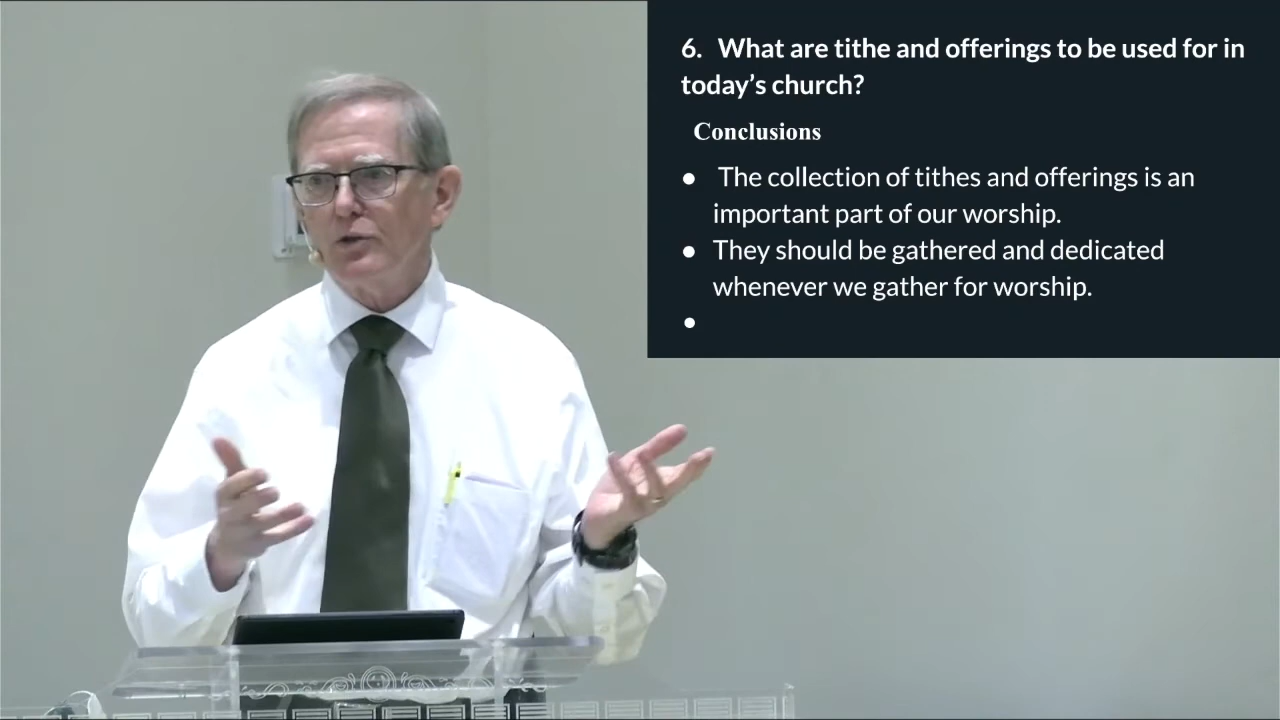 6. What are tithe and offerings to be used for in
today’s church?
Conclusions
● The collection of tithes and offerings is an
important part of our worship.
● They should be gathered and dedicated
whenever we gather for worship.
●